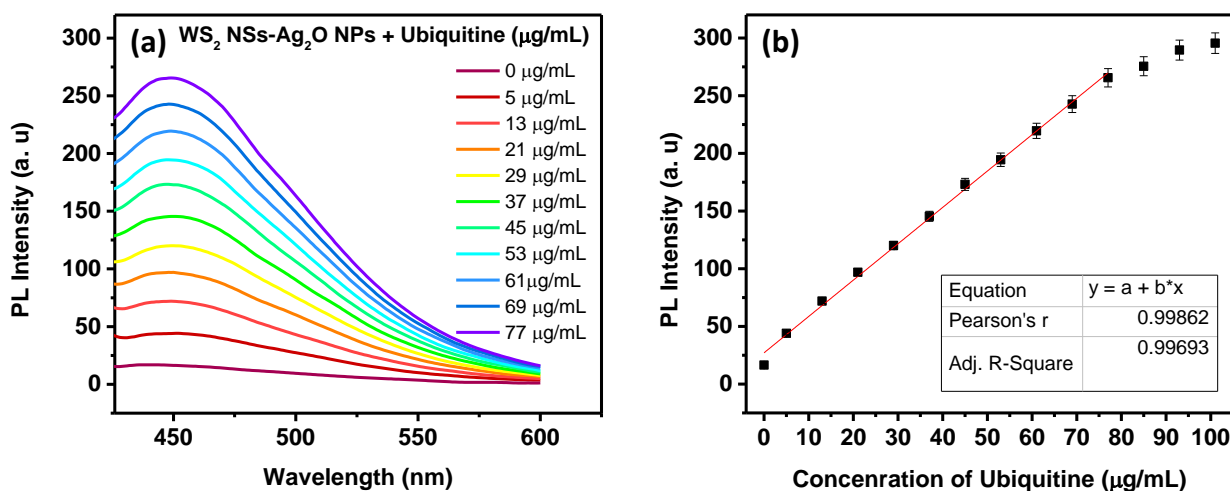 (a) WS₂ NSs-Ag₂O NPs + Ubiquitine (μg/mL)
0 μg/mL
5 μg/mL
13 μg/mL
21 μg/mL
29 μg/mL
37 μg/mL
45 μg/mL
53 μg/mL
61μg/mL
69 μg/mL
77 μg/mL
PL Intensity (a. u)
300
250
200
150
100
50
0
450 500 550 600
Wavelength (nm)
(b)
PL Intensity (a. u)
300
250
200
150
100
50
0
Equation y = a + b*x
Pearson's r 0.99862
Adj. R-Square 0.99693
0 10 20 30 40 50 60 70 80 90 100
Concenration of Ubiquitine (μg/mL)